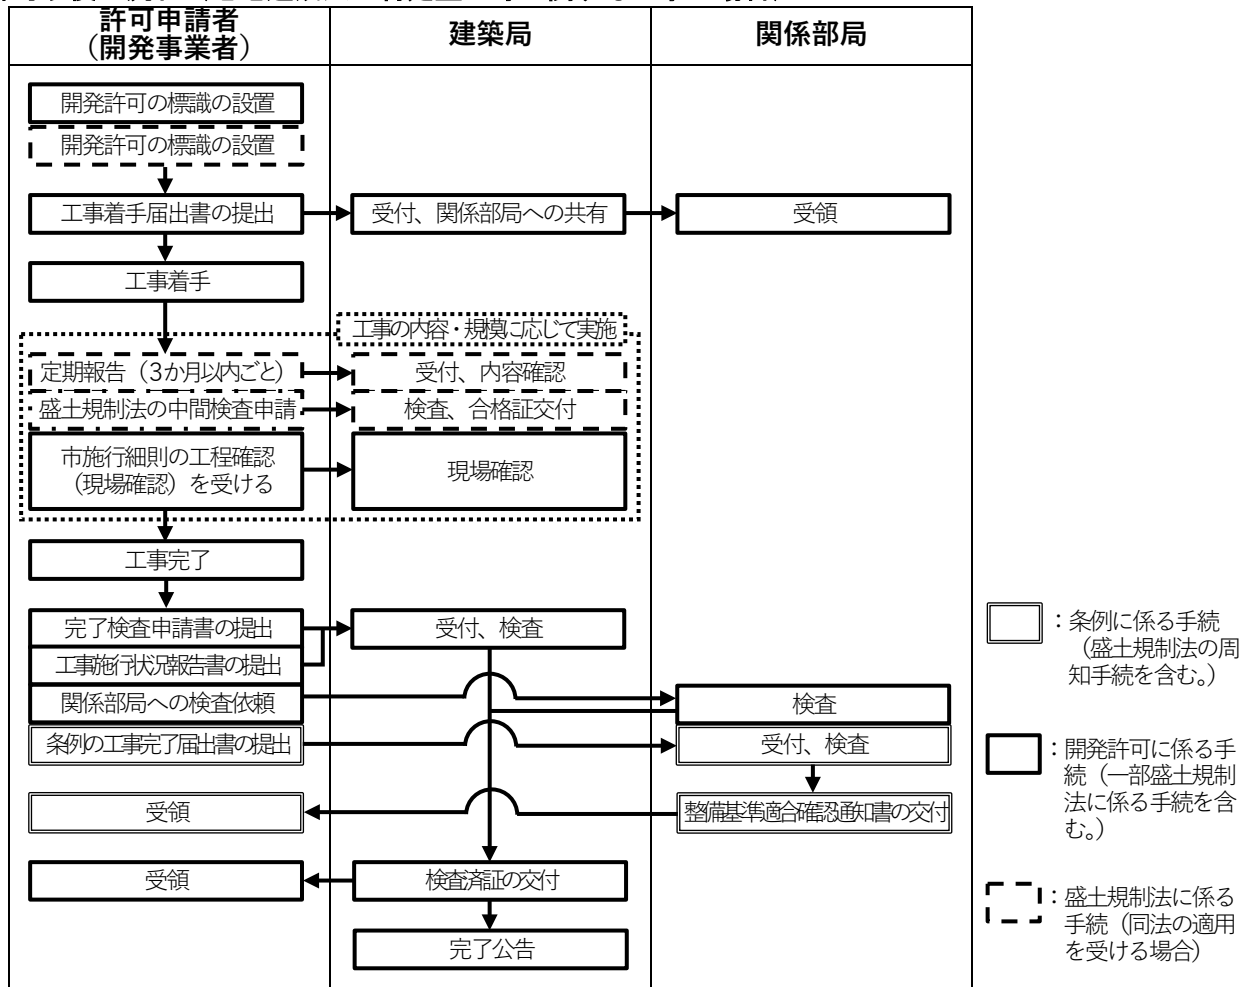 許可申請者
（開発事業者）
建築局
関係部局
開発許可の標識の設置
開発許可の標識の設置
工事着手届出書の提出
受付、関係部局への共有
受領
工事着手
工事の内容・規模に応じて実施
定期報告（3か月以内ごと）
受付、内容確認
盛土規制法の中間検査申請
検査、合格証交付
市施行細則の工程確認
（現場確認）を受ける
現場確認
工事完了
完了検査申請書の提出
受付、検査
工事施行状況報告書の提出
関係部局への検査依頼
検査
条例の工事完了届出書の提出
受付、検査
受領
整備基準適合確認通知書の交付
受領
検査済証の交付
完了公告
：条例に係る手続
（盛土規制法の周
知手続を含む。）
：開発許可に係る手
続（一部盛土規制
法に係る手続を含
む。）
：盛土規制法に係る
手続（同法の適用
を受ける場合）